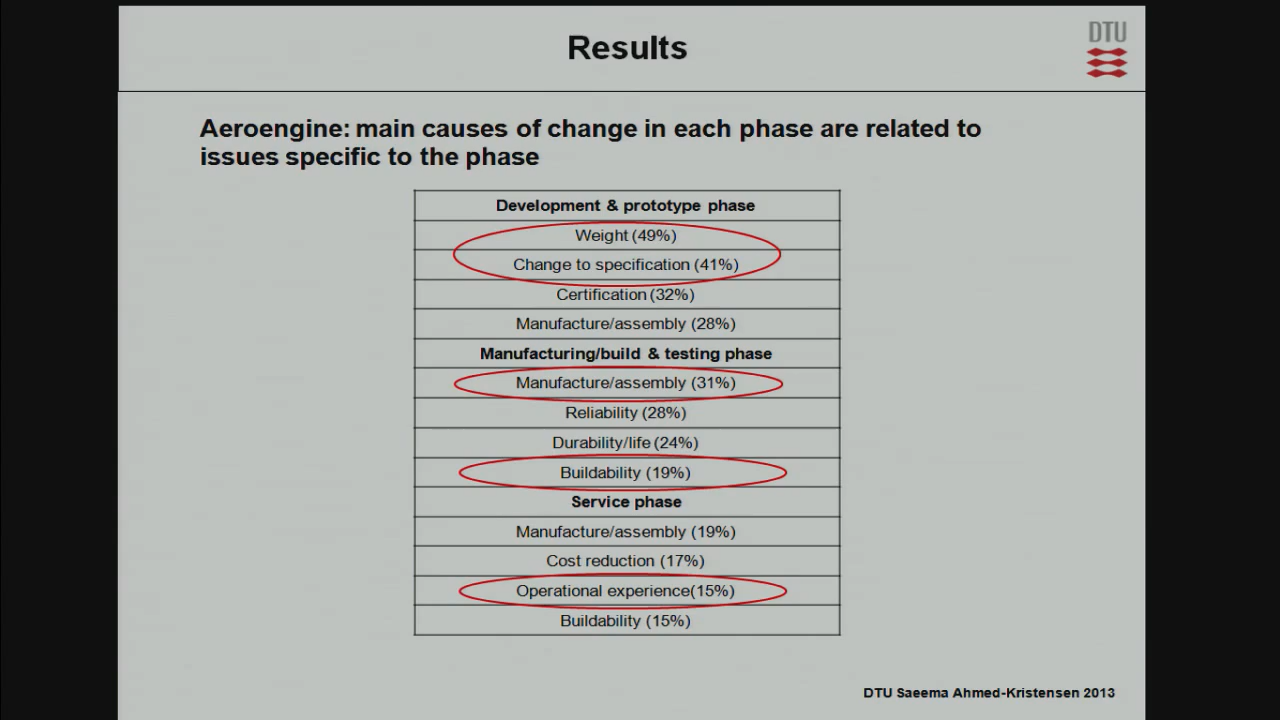 Results
DTU
Aeroengine: main causes of change in each phase are related to
issues specific to the phase
Development & prototype phase
Weight (49%)
Change to specification (41%)
Certification (32%)
Manufacture/assembly (28%)
Manufacturing/build & testing phase
Manufacture/assembly (31%)
Reliability (28%)
Durability/life (24%)
Buildability (19%)
Service phase
Manufacture/assembly (19%)
Cost reduction (17%)
Operational experience(15%)
Buildability (15%)
DTU Saeema Ahmed-Kristensen 2013